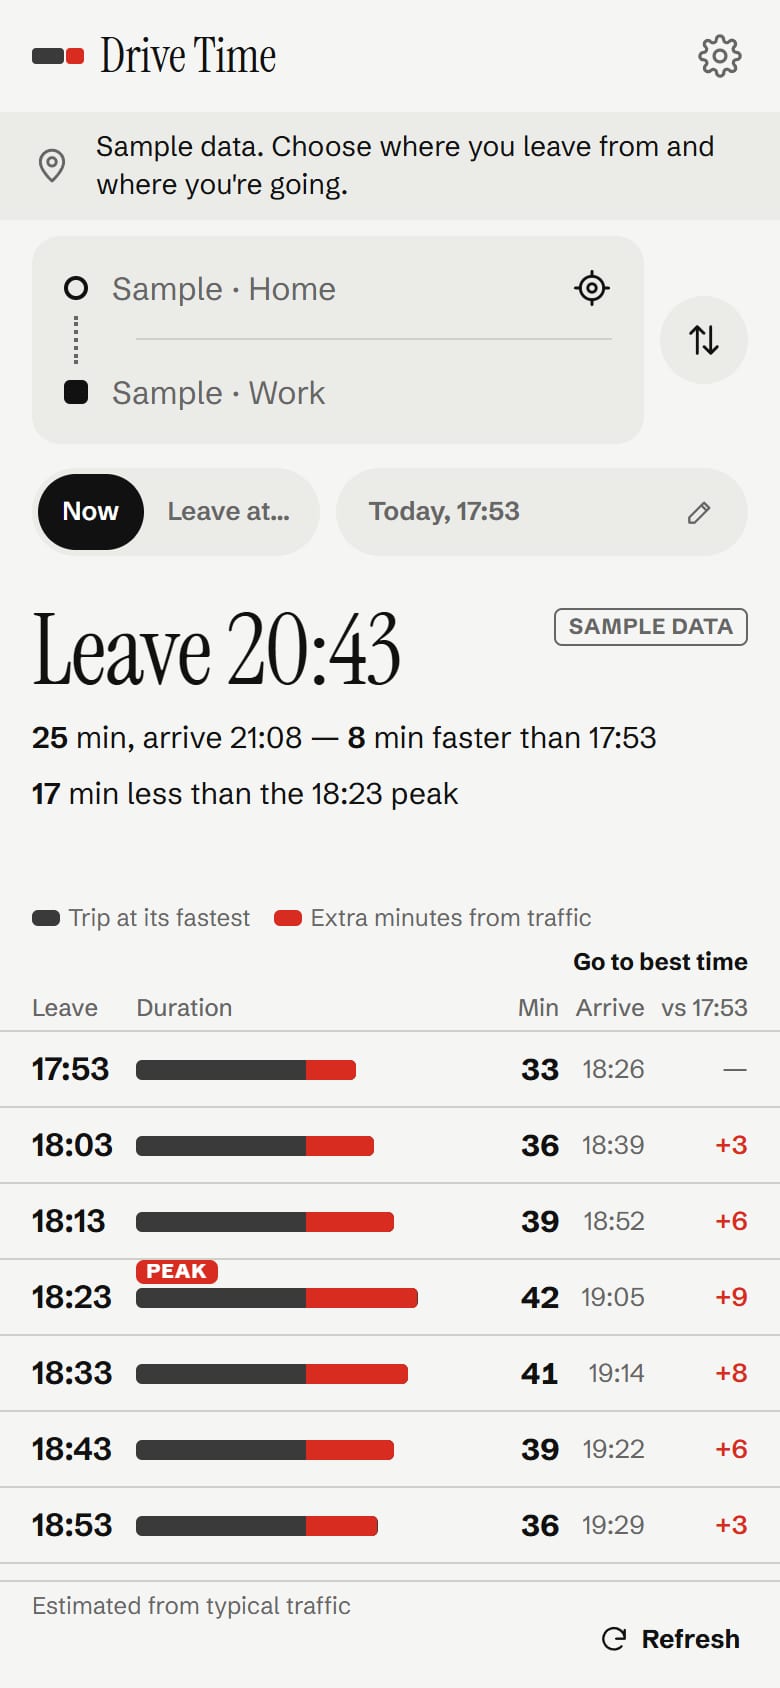 Drive Time
Sample data. Choose where you leave from and
where you're going.
Sample · Home
Sample · Work
Now Leave at... Today, 17:53
Leave 20:43 SAMPLE DATA
25 min, arrive 21:08 — 8 min faster than 17:53
17 min less than the 18:23 peak
Trip at its fastest Extra minutes from traffic
Go to best time
Leave Duration Min Arrive vs 17:53
17:53 33 18:26 —
18:03 36 18:39 +3
18:13 39 18:52 +6
PEAK
18:23 42 19:05 +9
18:33 41 19:14 +8
18:43 39 19:22 +6
18:53 36 19:29 +3
Estimated from typical traffic
Refresh